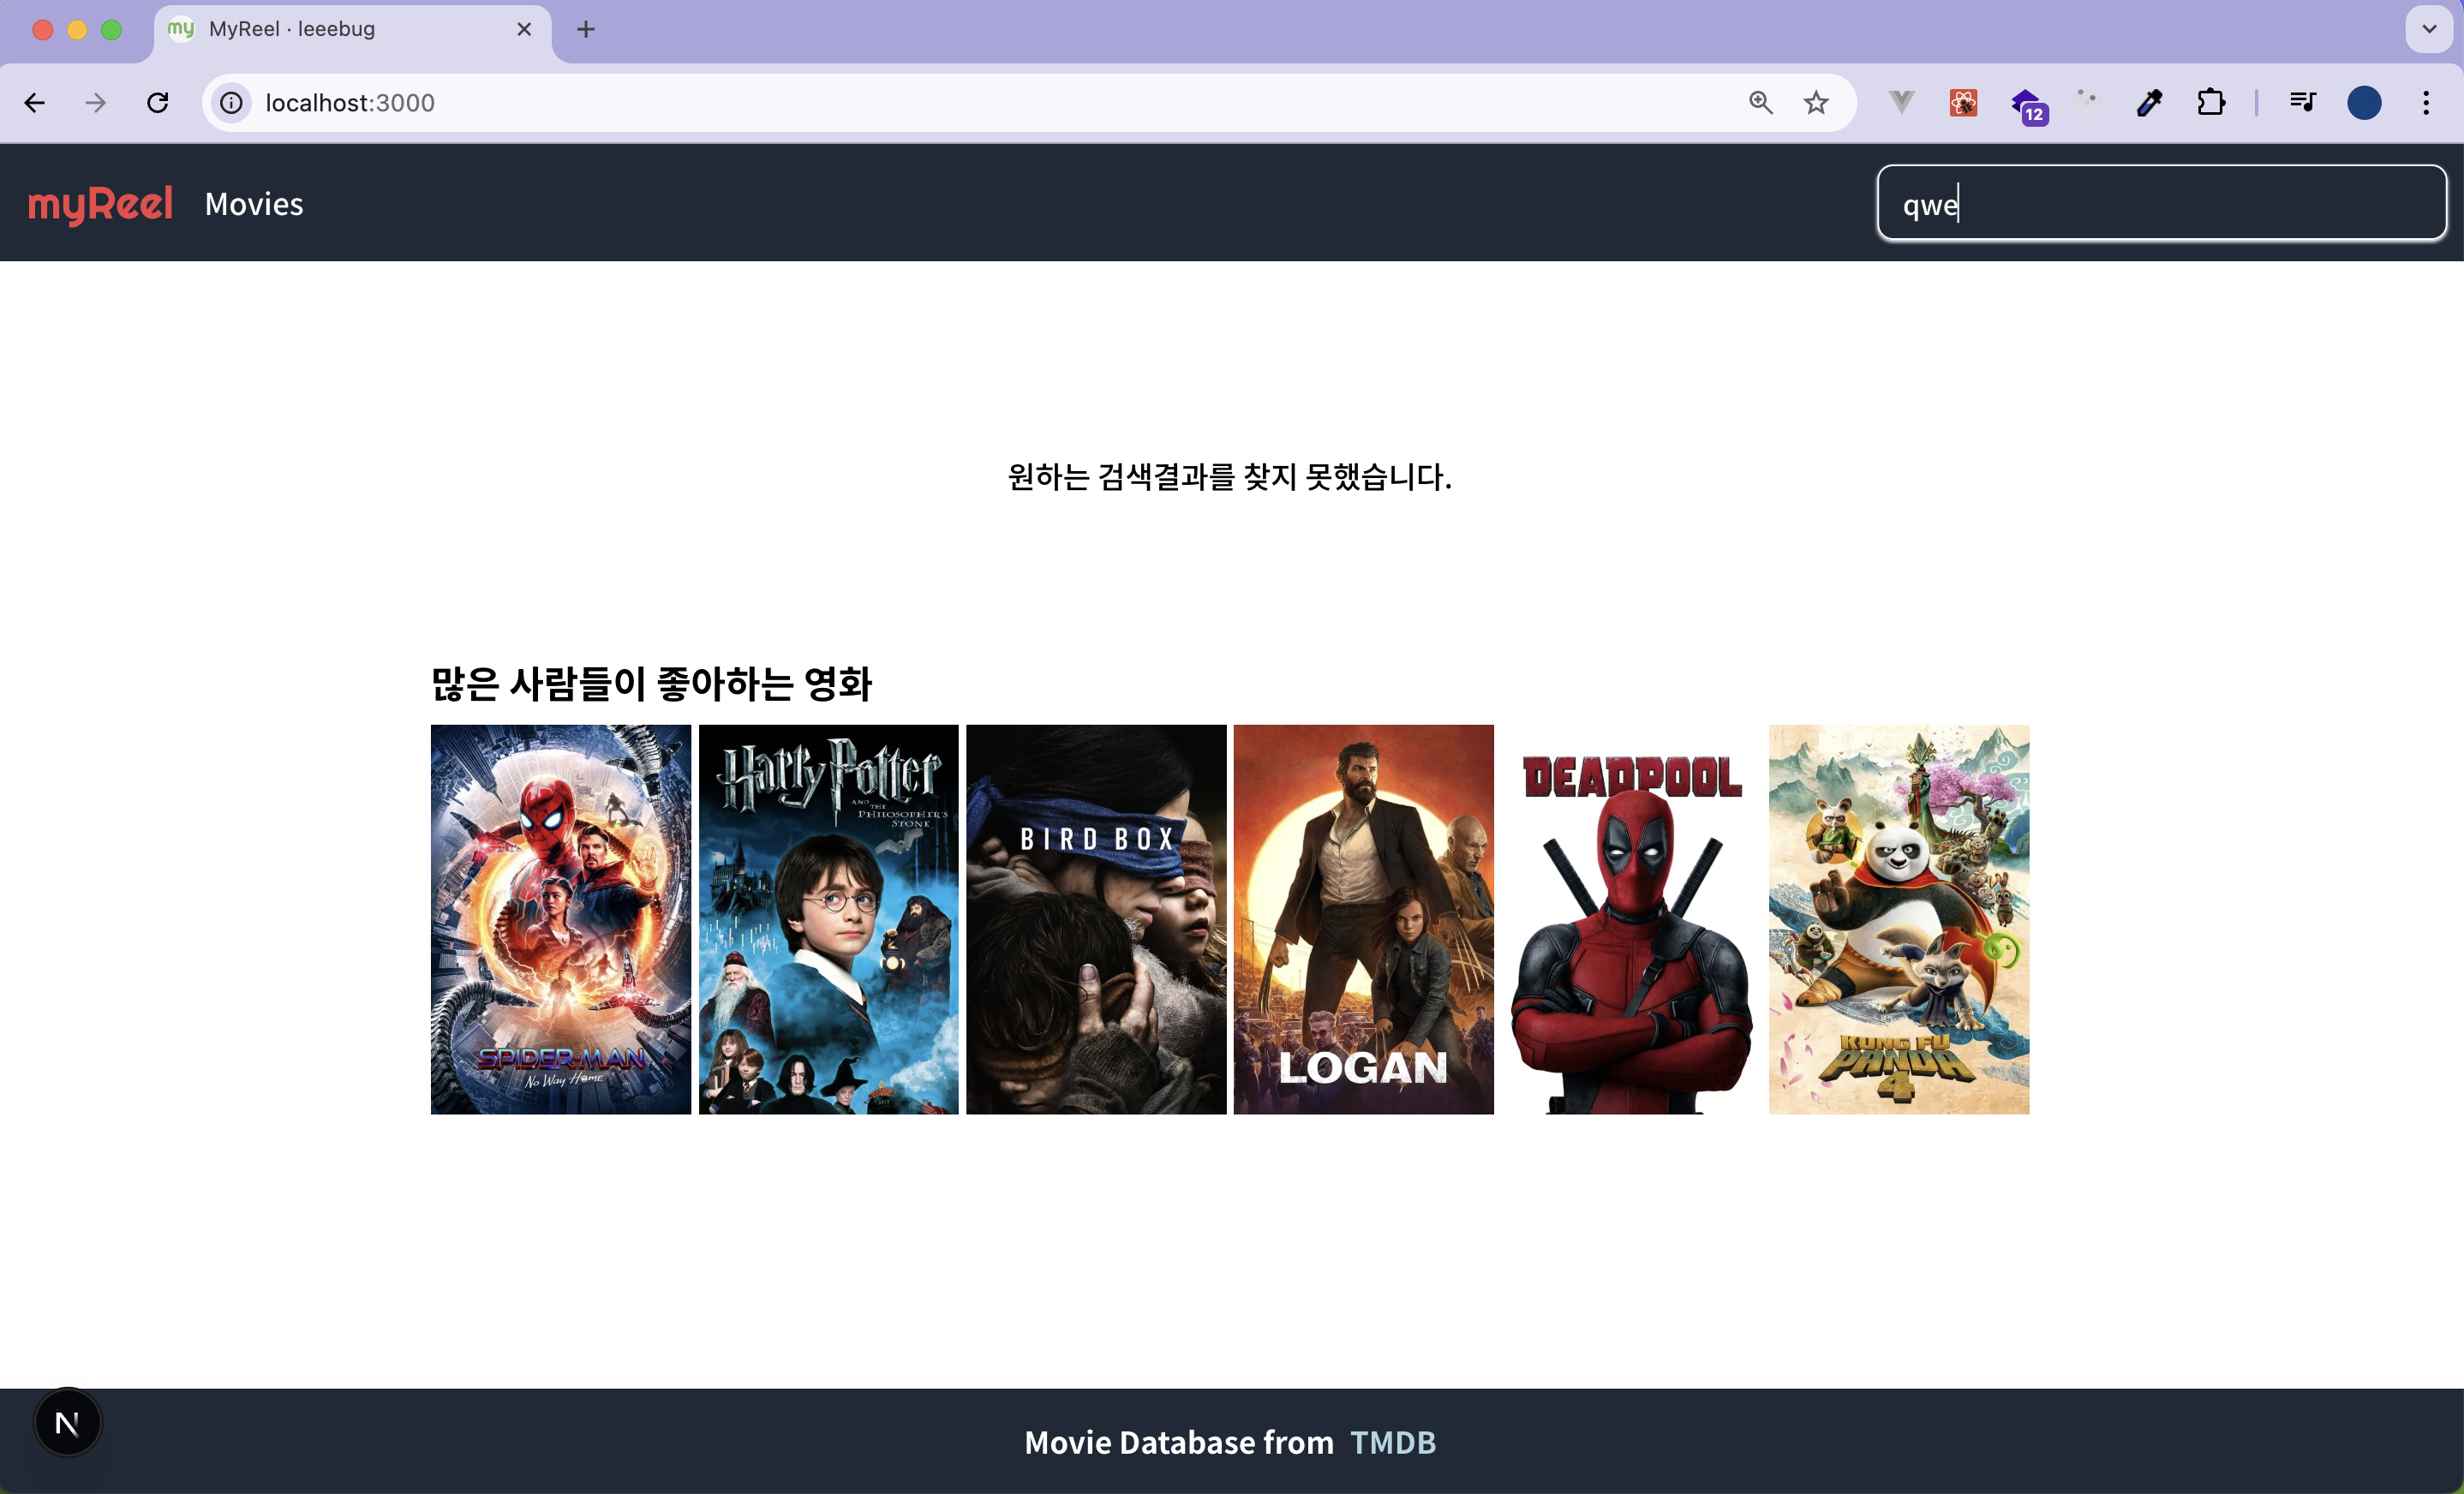 my MyReel · leeebug
localhost:3000
12
myReel Movies qwe
원하는 검색결과를 찾지 못했습니다.
많은 사람들이 좋아하는 영화
SPIDER-MAN
No Way Home
Harry Potter
AND THE
PHILOSOPHER'S
STONE
BIRD BOX
LOGAN
DEADPOOL
KUNG FU
PANDA
4
N
Movie Database from TMDB